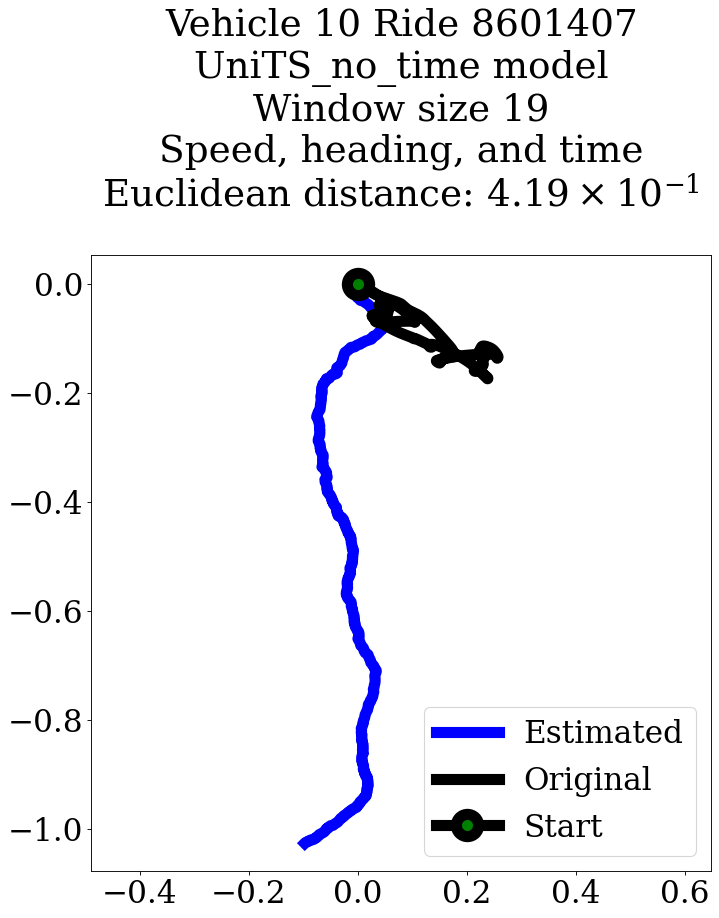 Vehicle 10 Ride 8601407
UniTS_no_time model
Window size 19
Speed, heading, and time
Euclidean distance: 4.19 × 10⁻¹
0.0
−0.2
−0.4
−0.6
−0.8
−1.0
Estimated
Original
Start
−0.4 −0.2 0.0 0.2 0.4 0.6